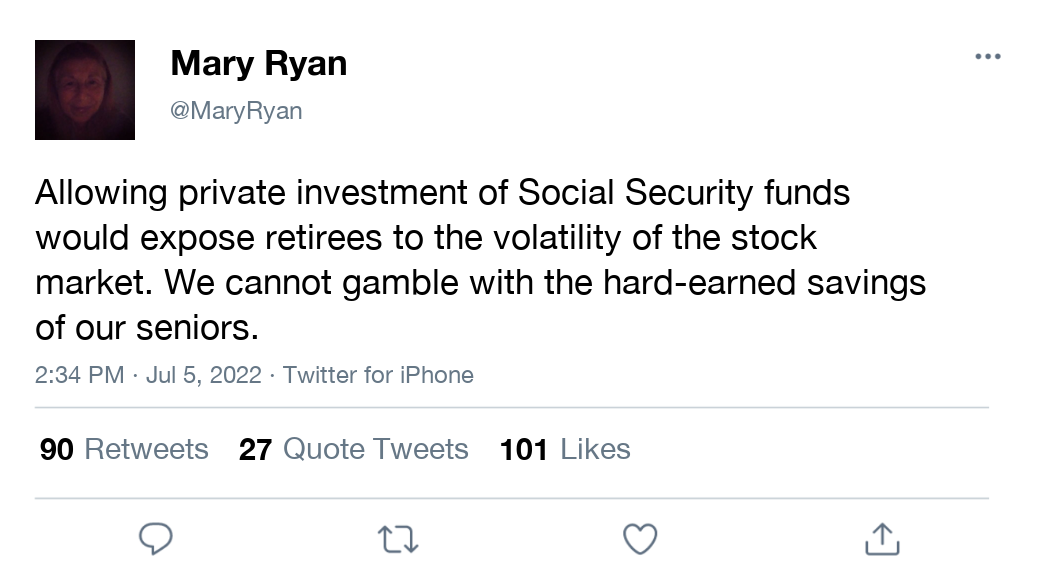 Mary Ryan
@MaryRyan
Allowing private investment of Social Security funds
would expose retirees to the volatility of the stock
market. We cannot gamble with the hard-earned savings
of our seniors.
2:34 PM · Jul 5, 2022 · Twitter for iPhone
90 Retweets 27 Quote Tweets 101 Likes